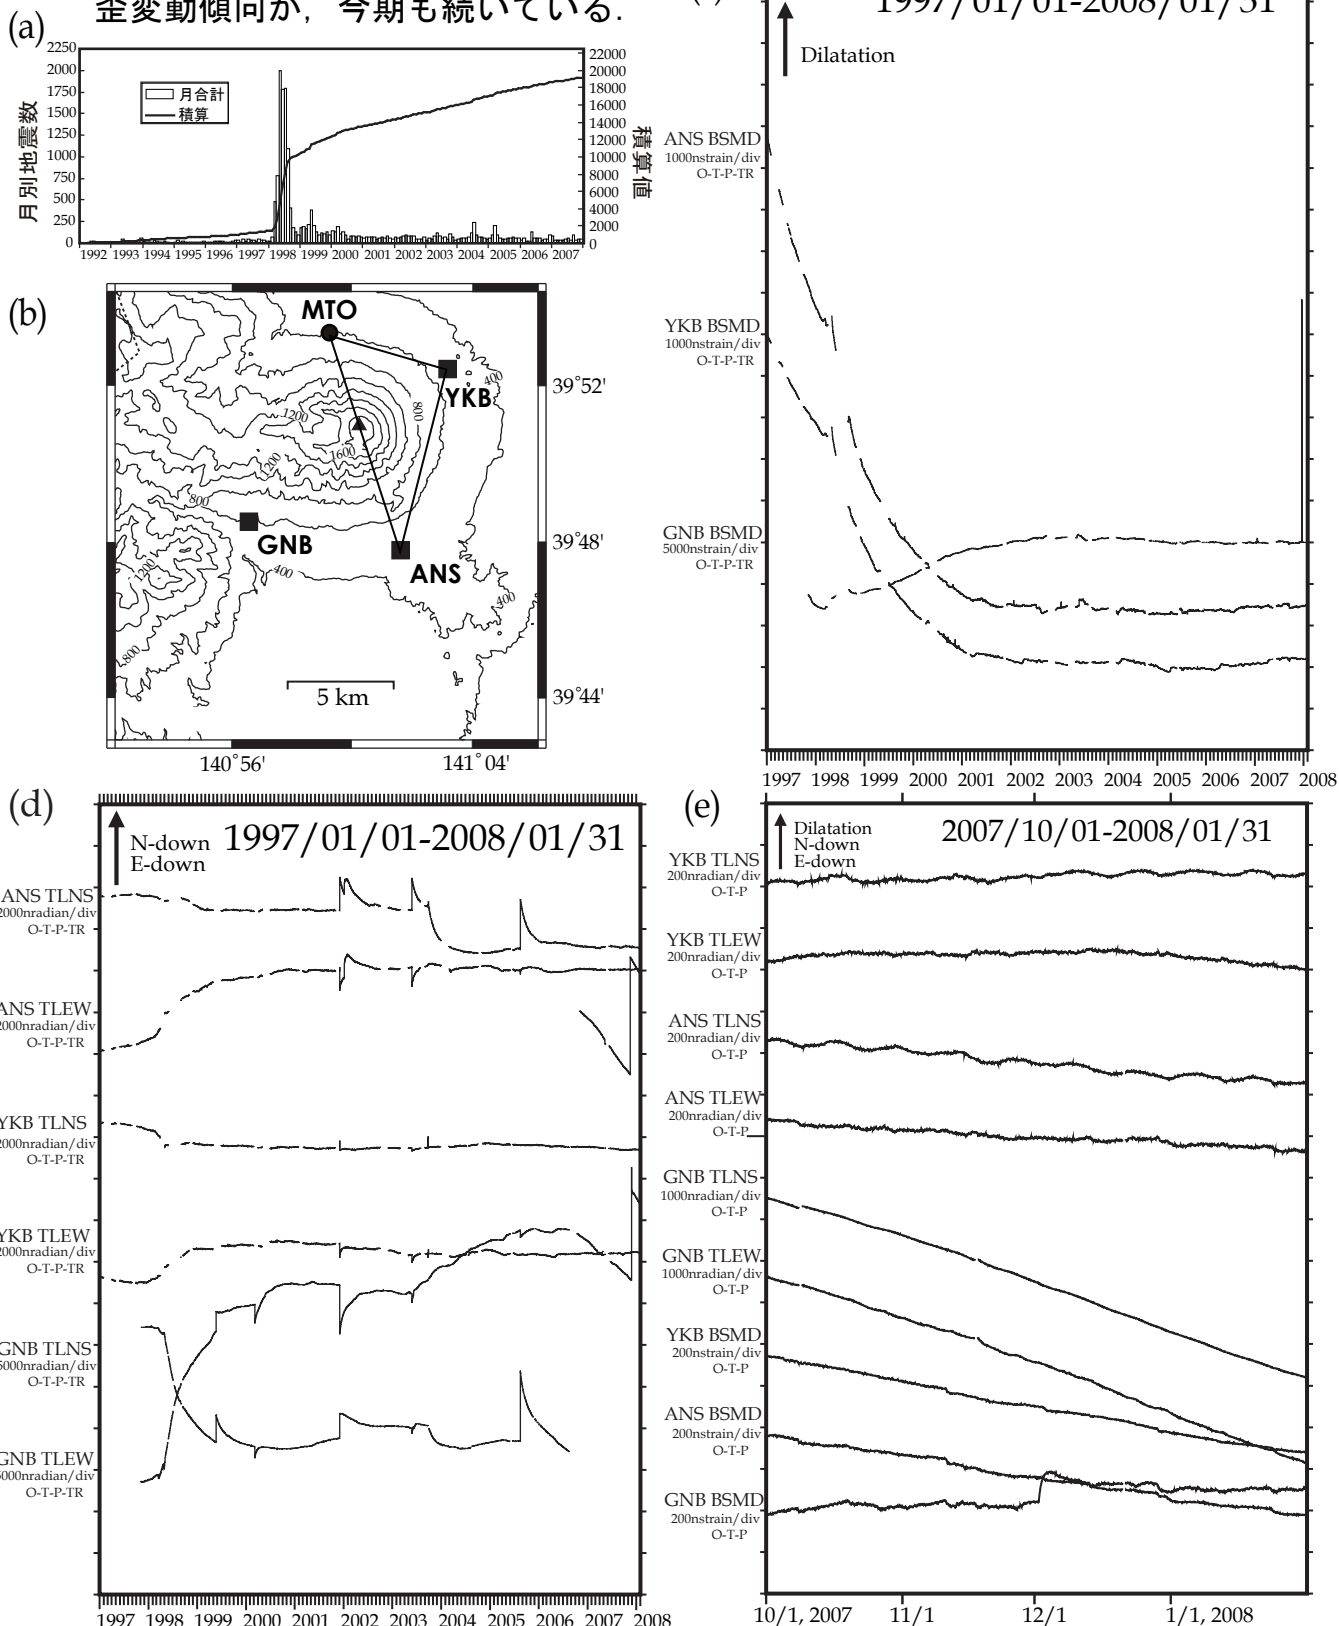 歪変動傾向が，今期も続いている.
(a)
2250
2000
1750
1500
1250
1000
750
500
250
0
月別地震数
月合計
積算
22000
20000
18000
16000
14000
12000
10000
8000
6000
4000
2000
0
積算値
1992 1993 1994 1995 1996 1997 1998 1999 2000 2001 2002 2003 2004 2005 2006 2007
(b)
MTO
YKB
GNB
ANS
400
800
1200
1600
1200
800
400
400
1200
800
5 km
39°52'
39°48'
39°44'
140°56' 141°04'
1997/01/01-2008/01/31
Dilatation
ANS BSMD
1000nstrain/div
O-T-P-TR
YKB BSMD
1000nstrain/div
O-T-P-TR
GNB BSMD
5000nstrain/div
O-T-P-TR
1997 1998 1999 2000 2001 2002 2003 2004 2005 2006 2007 2008
(d)
N-down
E-down
1997/01/01-2008/01/31
ANS TLNS
2000nradian/div
O-T-P-TR
ANS TLEW
2000nradian/div
O-T-P-TR
YKB TLNS
2000nradian/div
O-T-P-TR
YKB TLEW
2000nradian/div
O-T-P-TR
GNB TLNS
5000nradian/div
O-T-P-TR
GNB TLEW
5000nradian/div
O-T-P-TR
1997 1998 1999 2000 2001 2002 2003 2004 2005 2006 2007 2008
(e)
Dilatation
N-down
E-down
2007/10/01-2008/01/31
YKB TLNS
200nradian/div
O-T-P
YKB TLEW
200nradian/div
O-T-P
ANS TLNS
200nradian/div
O-T-P
ANS TLEW
200nradian/div
O-T-P
GNB TLNS
1000nradian/div
O-T-P
GNB TLEW
1000nradian/div
O-T-P
YKB BSMD
200nstrain/div
O-T-P
ANS BSMD
200nstrain/div
O-T-P
GNB BSMD
200nstrain/div
O-T-P
10/1, 2007 11/1 12/1 1/1, 2008